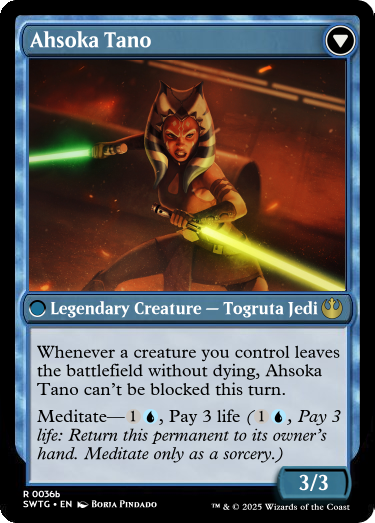 Ahsoka Tano
Legendary Creature — Togruta Jedi
Whenever a creature you control leaves
the battlefield without dying, Ahsoka
Tano can't be blocked this turn.
Meditate—1, Pay 3 life (1, Pay 3
life: Return this permanent to its owner's
hand. Meditate only as a sorcery.)
3/3
R 0036b
SWTG • EN Borja Pindado
™ & © 2025 Wizards of the Coast